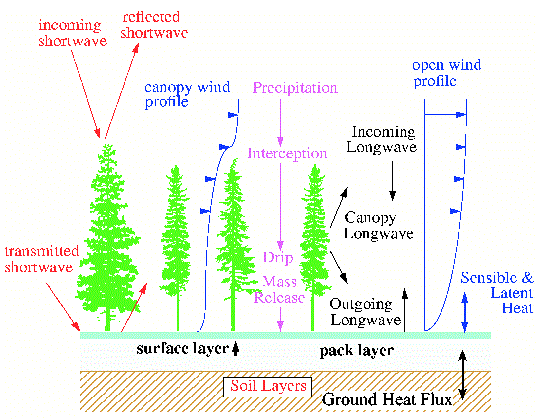 incoming
shortwave
reflected
shortwave
canopy wind
profile
Precipitation
open wind
profile
Incoming
Longwave
Interception
Canopy
Longwave
transmitted
shortwave
Drip
Mass
Release
Outgoing
Longwave
Sensible &
Latent
Heat
surface layer
pack layer
Soil Layers
Ground Heat Flux